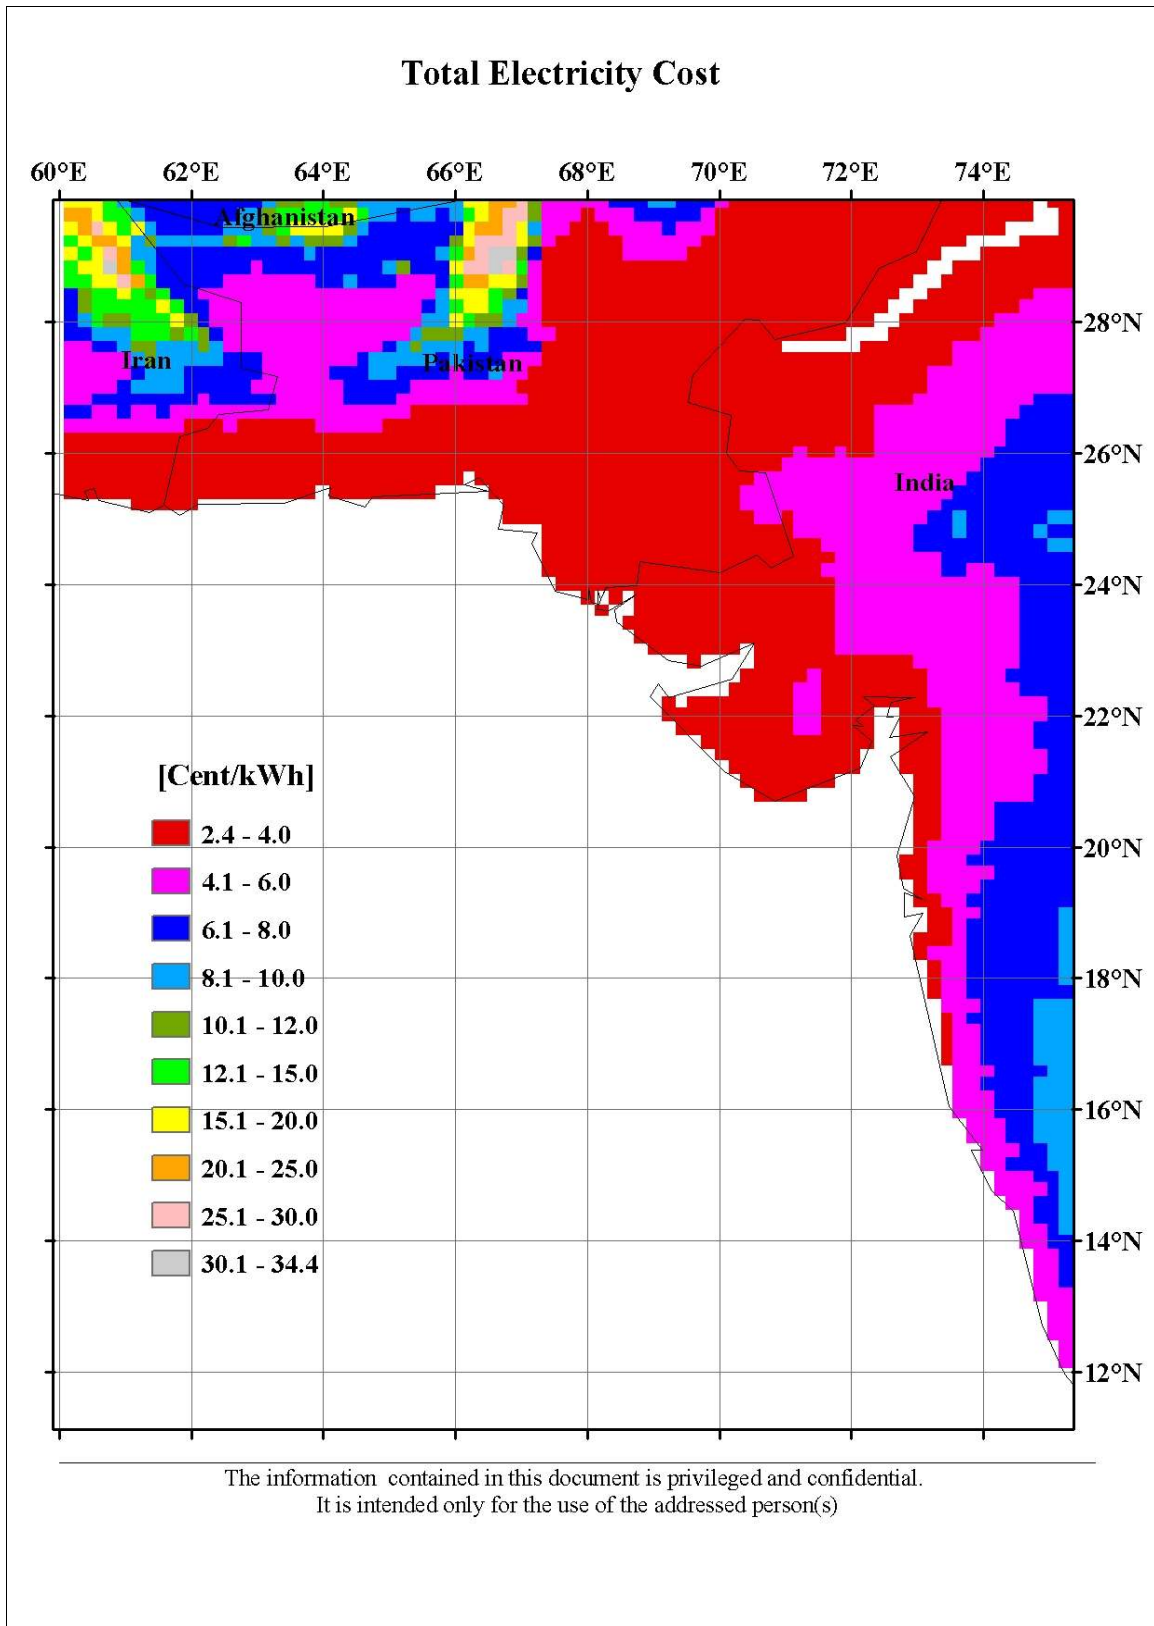 Total Electricity Cost
60°E 62°E 64°E 66°E 68°E 70°E 72°E 74°E
Afghanistan
28°N
Iran
Pakistan
26°N
India
24°N
22°N
[Cent/kWh]
2.4 - 4.0
20°N
4.1 - 6.0
6.1 - 8.0
8.1 - 10.0
18°N
10.1 - 12.0
12.1 - 15.0
16°N
15.1 - 20.0
20.1 - 25.0
25.1 - 30.0
14°N
30.1 - 34.4
12°N
The information contained in this document is privileged and confidential.
It is intended only for the use of the addressed person(s)